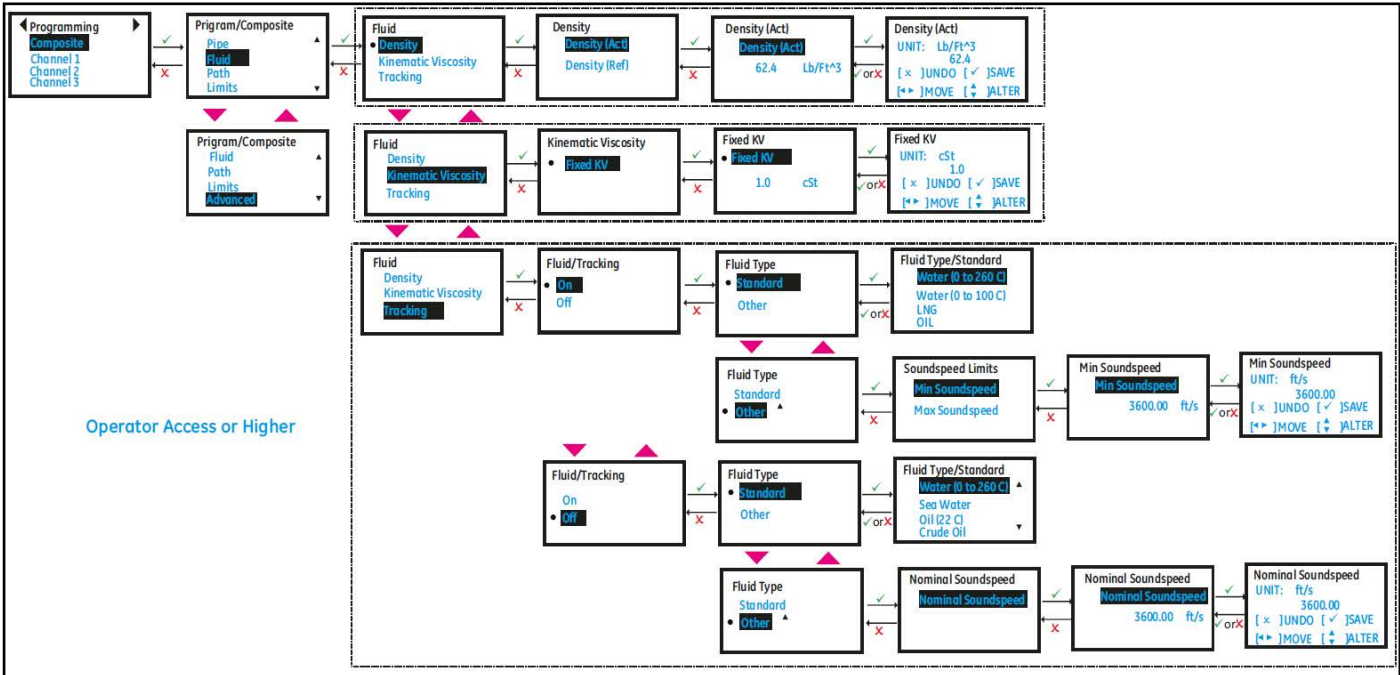 Programming
Composite
Channel 1
Channel 2
Channel 3
Prigram/Composite
Pipe
Fluid
Path
Limits
Fluid
Density
Kinematic Viscosity
Tracking
Density
Density (Act)
Density (Ref)
Density (Act)
Density (Act)
62.4 Lb/Ft^3
Density (Act)
UNIT: Lb/Ft^3
62.4
[ x ]UNDO [ ✓ ]SAVE
[◂ ▸ ]MOVE [ ▴▾ ]ALTER
✓ X
✓ X
✓ X
✓ X
✓ X
✓ ✓orX
Prigram/Composite
Fluid
Path
Limits
Advanced
Fluid
Density
Kinematic Viscosity
Tracking
Kinematic Viscosity
Fixed KV
Fixed KV
Fixed KV
1.0 cSt
Fixed KV
UNIT: cSt
1.0
[ x ]UNDO [ ✓ ]SAVE
[◂ ▸ ]MOVE [ ▴▾ ]ALTER
✓ X
✓ X
✓ ✓orX
Fluid
Density
Kinematic Viscosity
Tracking
Fluid/Tracking
On
Off
Fluid Type
Standard
Other
Fluid Type/Standard
Water (0 to 260 C)
Water (0 to 100 C)
LNG
OIL
✓ X
✓ X
✓ ✓orX
Fluid Type
Standard
Other
Soundspeed Limits
Min Soundspeed
Max Soundspeed
Min Soundspeed
Min Soundspeed
3600.00 ft/s
Min Soundspeed
UNIT: ft/s
3600.00
[ x ]UNDO [ ✓ ]SAVE
[◂ ▸ ]MOVE [ ▴▾ ]ALTER
✓ X
✓ X
✓ ✓orX
Operator Access or Higher
Fluid/Tracking
On
Off
Fluid Type
Standard
Other
Fluid Type/Standard
Water (0 to 260 C)
Sea Water
Oil (22 C)
Crude Oil
✓ X
✓ ✓orX
Fluid Type
Standard
Other
Nominal Soundspeed
Nominal Soundspeed
Nominal Soundspeed
Nominal Soundspeed
3600.00 ft/s
Nominal Soundspeed
UNIT: ft/s
3600.00
[ x ]UNDO [ ✓ ]SAVE
[◂ ▸ ]MOVE [ ▴▾ ]ALTER
✓ X
✓ X
✓ ✓orX